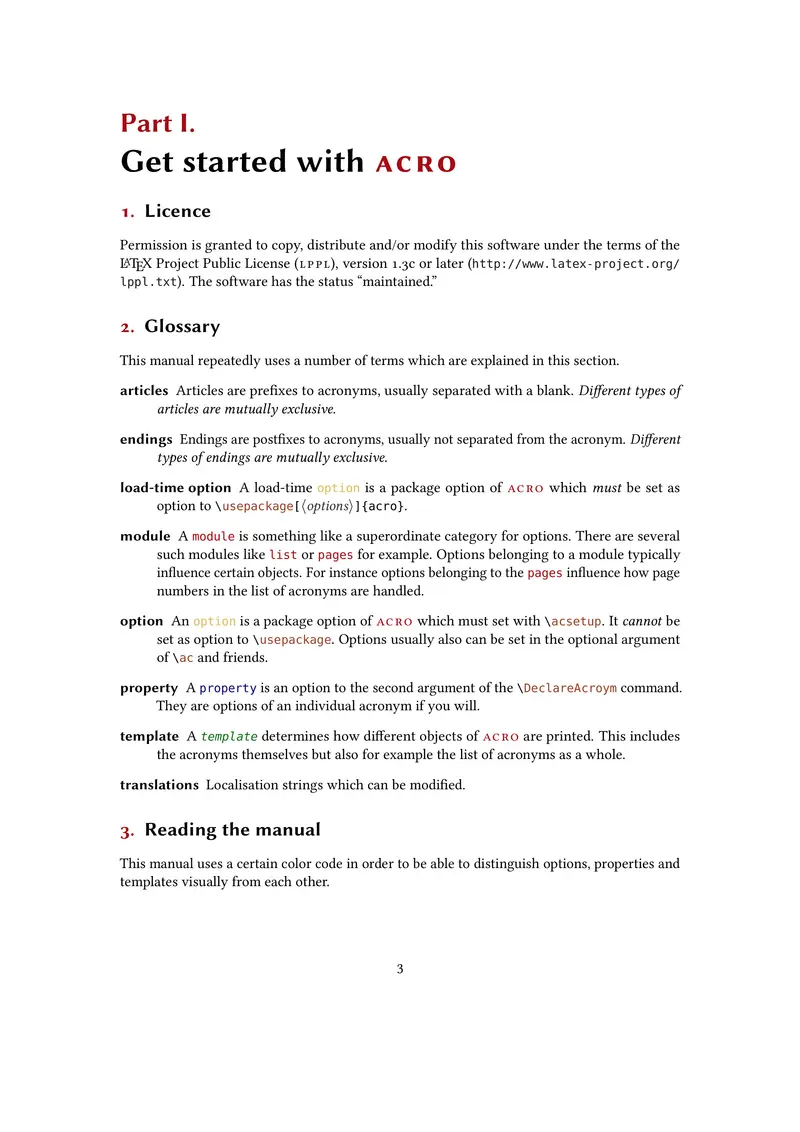 Part I.
Get started with ACRO
1. Licence
Permission is granted to copy, distribute and/or modify this software under the terms of the
LATEX Project Public License (LPPL), version 1.3c or later (http://www.latex-project.org/
lppl.txt). The software has the status “maintained.”
2. Glossary
This manual repeatedly uses a number of terms which are explained in this section.
articles Articles are prefixes to acronyms, usually separated with a blank. Different types of
articles are mutually exclusive.
endings Endings are postfixes to acronyms, usually not separated from the acronym. Different
types of endings are mutually exclusive.
load-time option A load-time option is a package option of ACRO which must be set as
option to \usepackage[⟨options⟩]{acro}.
module A module is something like a superordinate category for options. There are several
such modules like list or pages for example. Options belonging to a module typically
influence certain objects. For instance options belonging to the pages influence how page
numbers in the list of acronyms are handled.
option An option is a package option of ACRO which must set with \acsetup. It cannot be
set as option to \usepackage. Options usually also can be set in the optional argument
of \ac and friends.
property A property is an option to the second argument of the \DeclareAcroym command.
They are options of an individual acronym if you will.
template A template determines how different objects of ACRO are printed. This includes
the acronyms themselves but also for example the list of acronyms as a whole.
translations Localisation strings which can be modified.
3. Reading the manual
This manual uses a certain color code in order to be able to distinguish options, properties and
templates visually from each other.
3